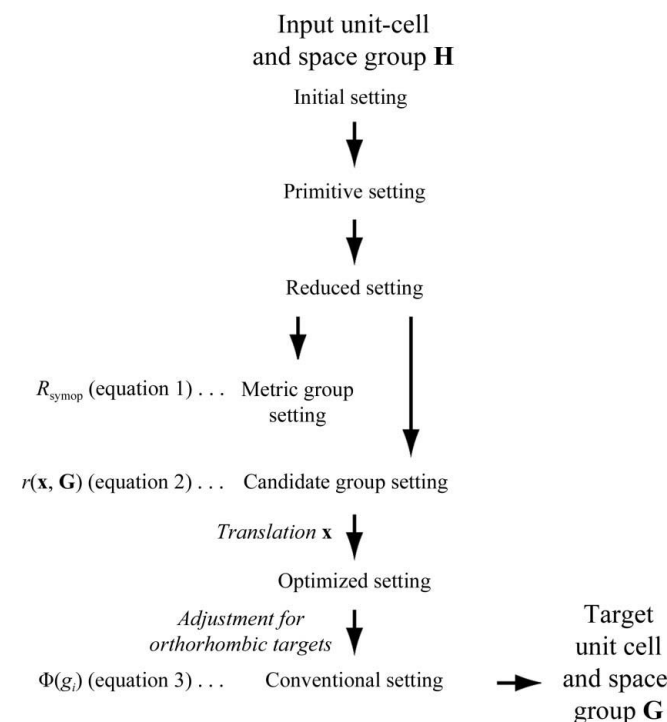 Input unit-cell
and space group H
Initial setting
Primitive setting
Reduced setting
R_symop (equation 1) . . . Metric group
setting
r(x, G) (equation 2) . . . Candidate group setting
Translation x
Optimized setting
Adjustment for
orthorhombic targets
Φ(g_i) (equation 3) . . . Conventional setting
Target
unit cell
and space
group G